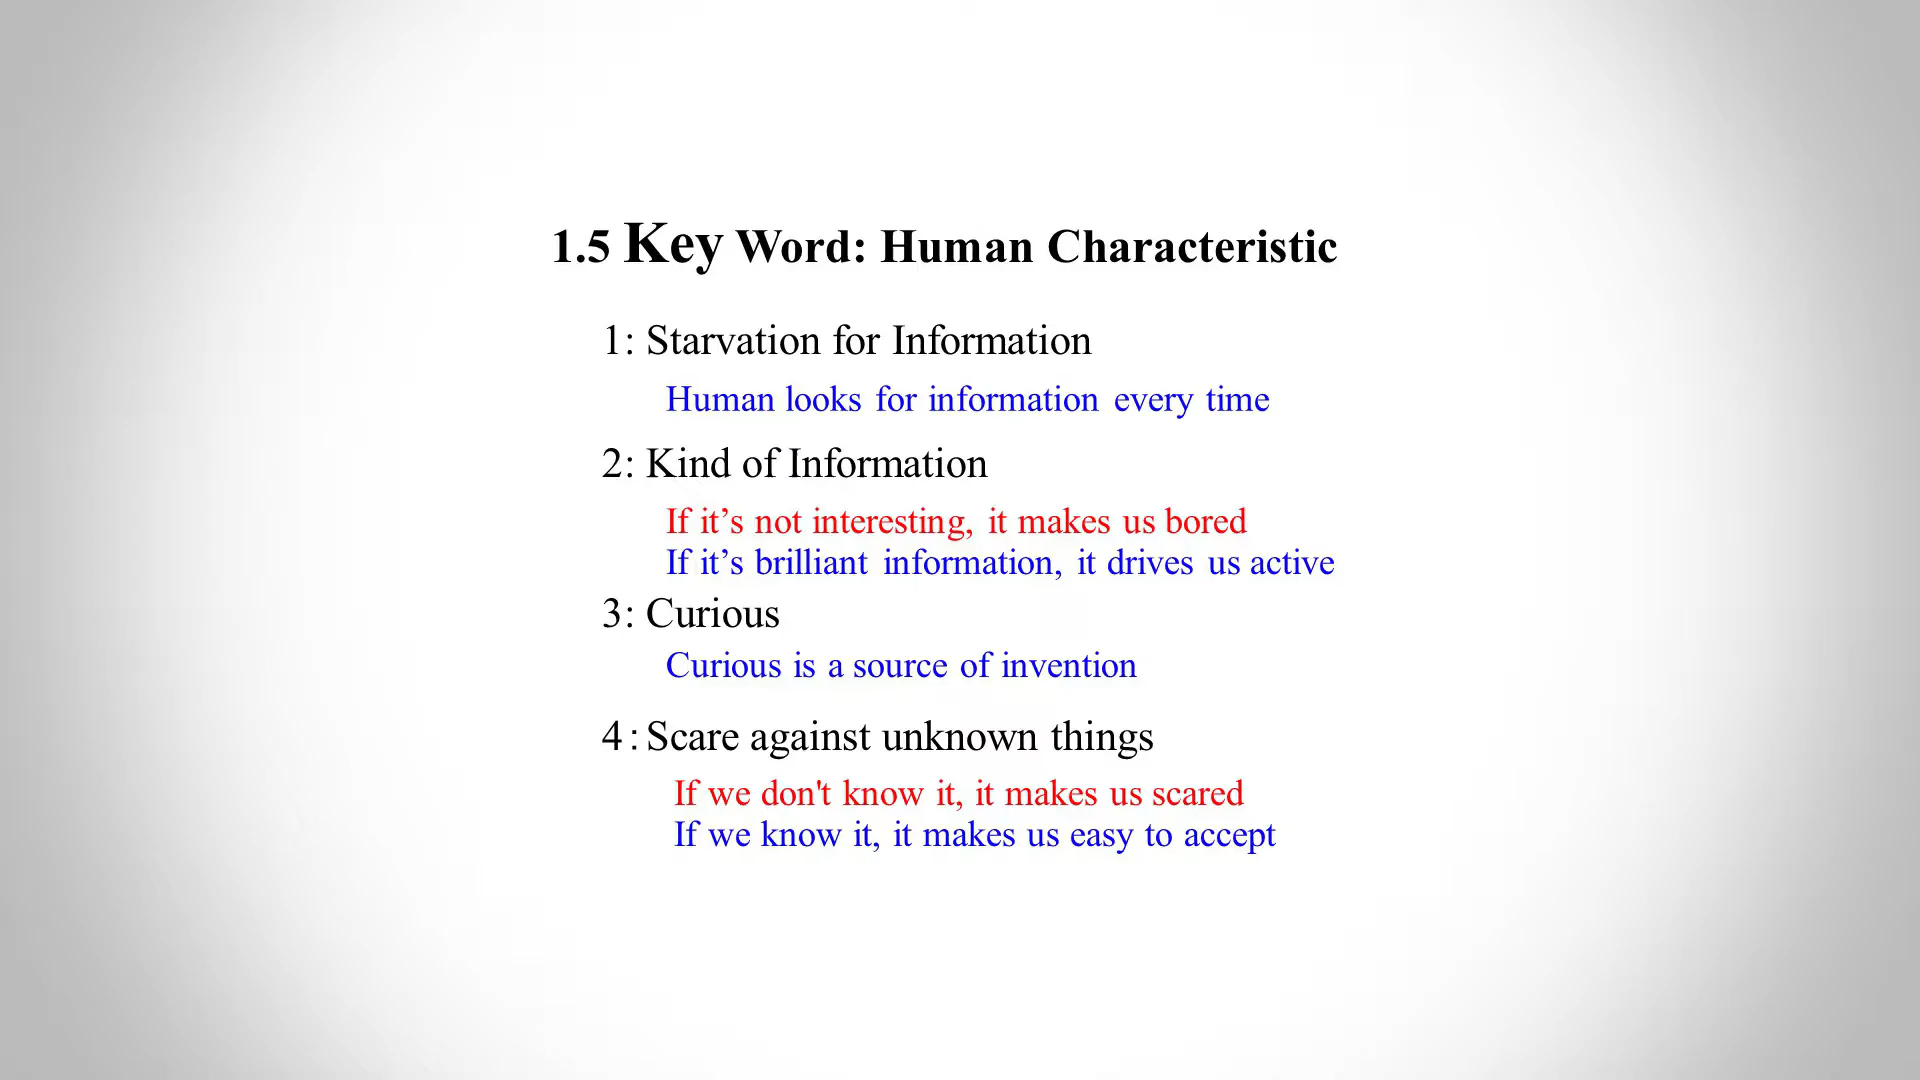 1.5 Key Word: Human Characteristic
1: Starvation for Information
Human looks for information every time
2: Kind of Information
If it’s not interesting, it makes us bored
If it’s brilliant information, it drives us active
3: Curious
Curious is a source of invention
4：Scare against unknown things
If we don't know it, it makes us scared
If we know it, it makes us easy to accept